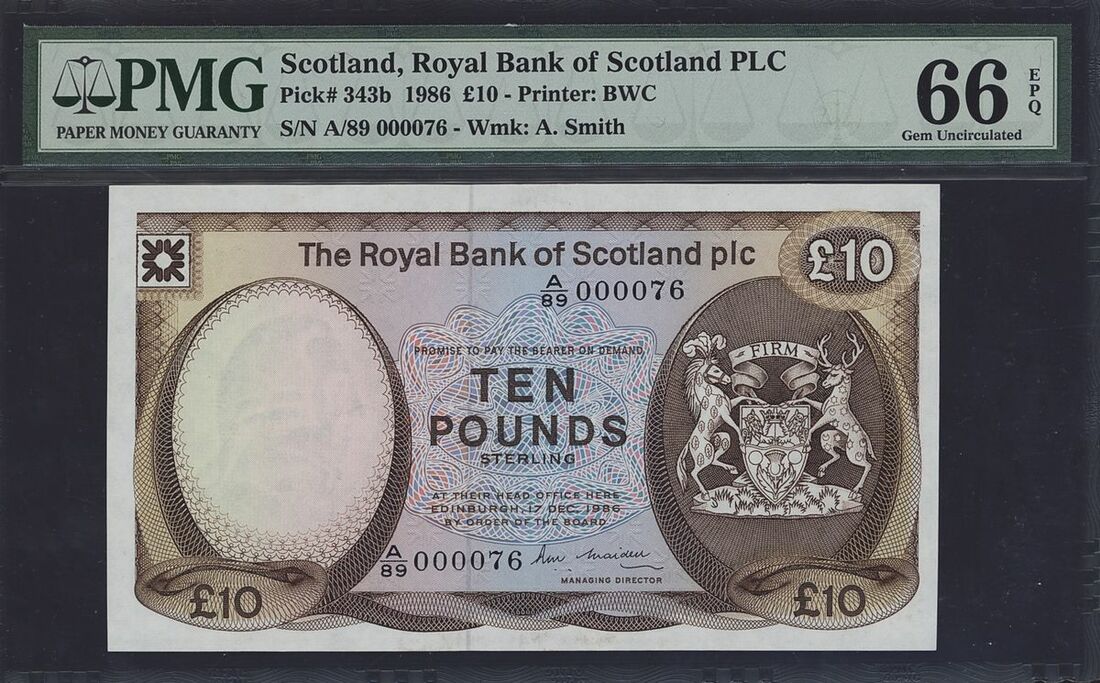 PMG
PAPER MONEY GUARANTY
Scotland, Royal Bank of Scotland PLC
Pick# 343b 1986 £10 - Printer: BWC
S/N A/89 000076 - Wmk: A. Smith
66 EPQ
Gem Uncirculated
The Royal Bank of Scotland plc
£10
A/89 000076
FIRM
PROMISE TO PAY THE BEARER ON DEMAND
TEN
POUNDS
STERLING
AT THEIR HEAD OFFICE HERE
EDINBURGH, 17 DEC. 1986
BY ORDER OF THE BOARD
A/89 000076
MANAGING DIRECTOR
£10
£10